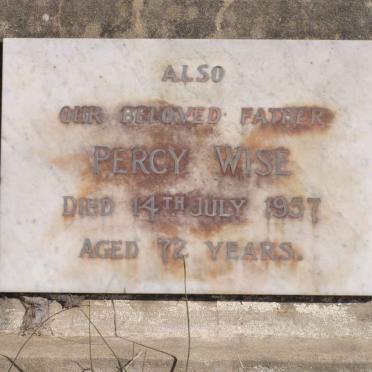 ALSO
OUR BELOVED FATHER
PERCY WISE
DIED 14TH JULY 1957
AGED 72 YEARS.